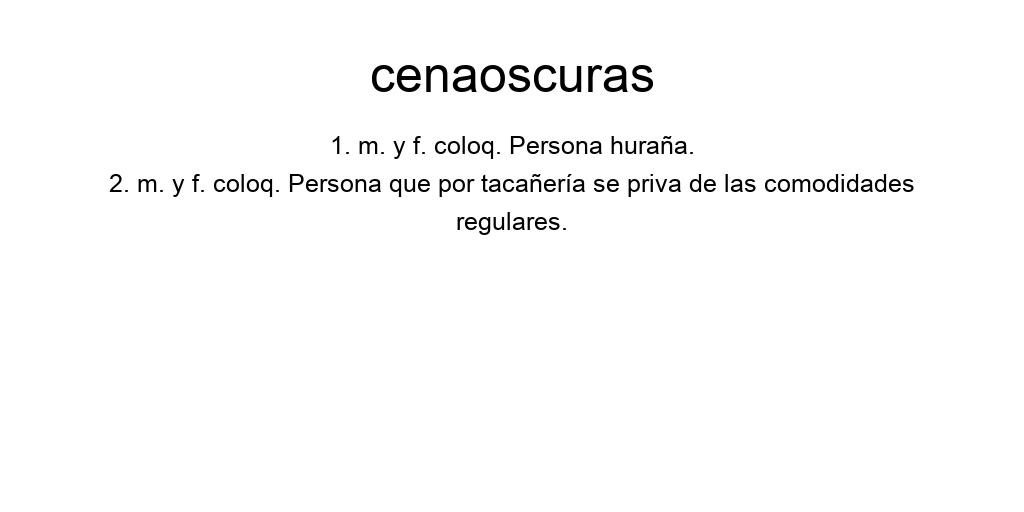 cenaoscuras
1. m. y f. coloq. Persona huraña.
2. m. y f. coloq. Persona que por tacañería se priva de las comodidades
regulares.